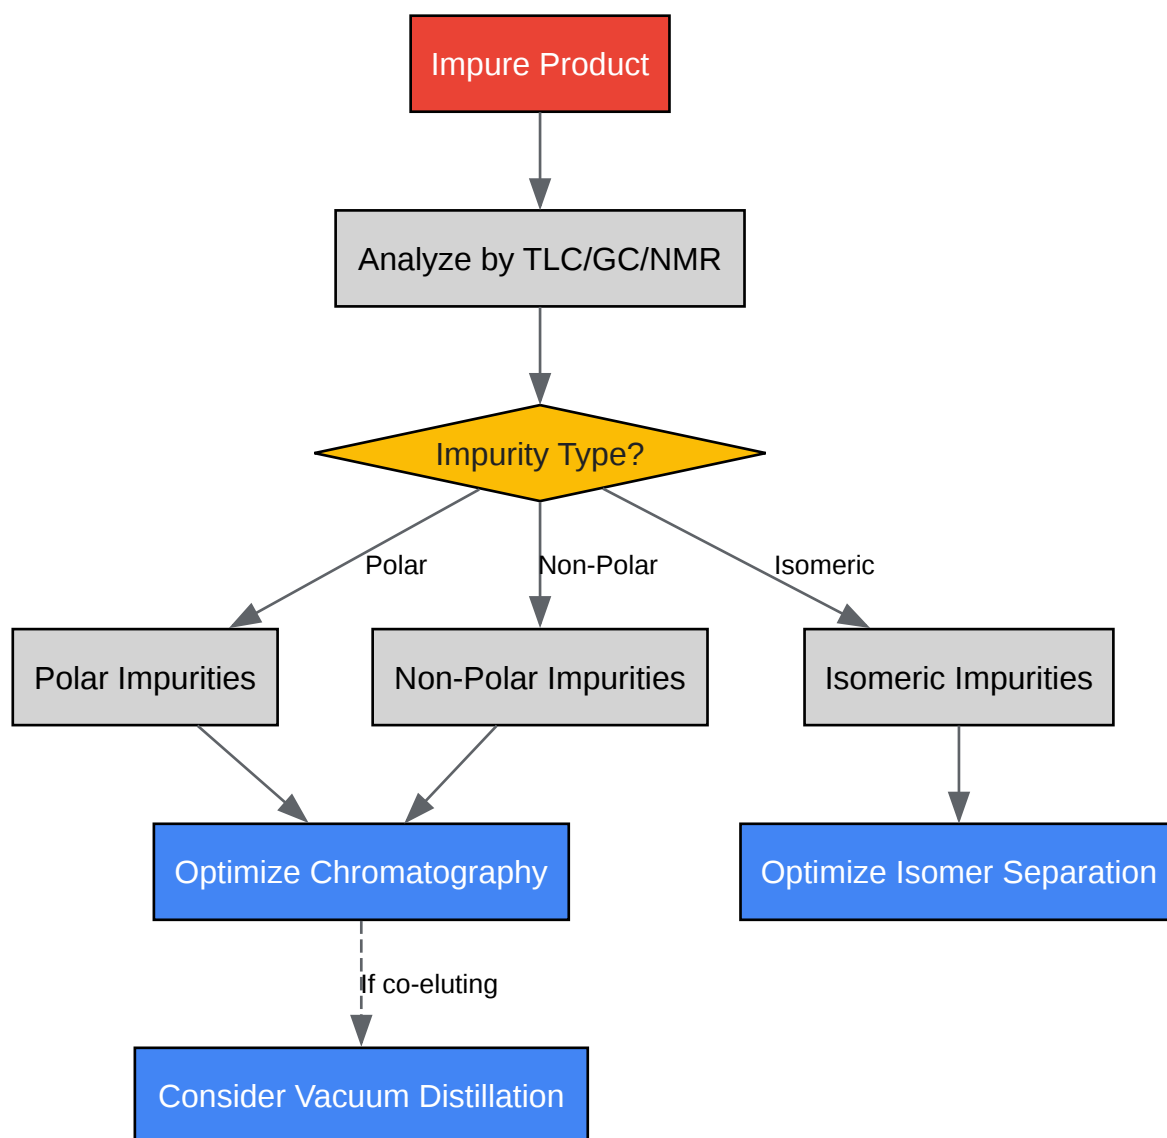 Impure Product
Analyze by TLC/GC/NMR
Impurity Type?
Polar
Non-Polar
Isomeric
Polar Impurities
Non-Polar Impurities
Isomeric Impurities
Optimize Chromatography
Optimize Isomer Separation
If co-eluting
Consider Vacuum Distillation